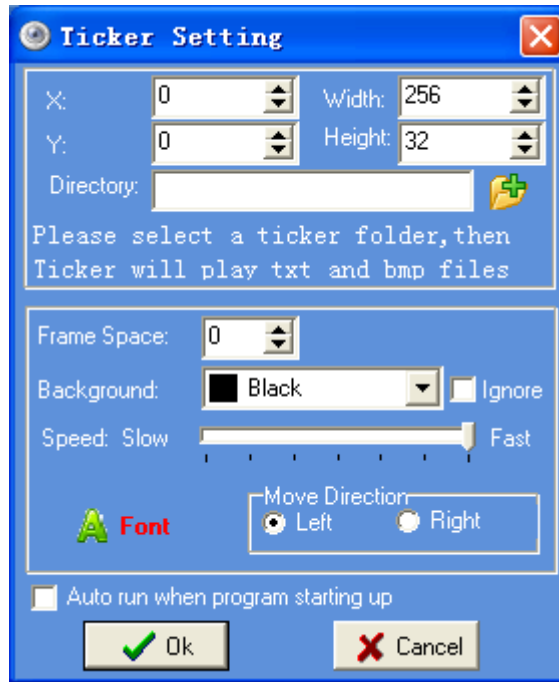 Ticker Setting
X: 0 Width: 256
Y: 0 Height: 32
Directory:
Please select a ticker folder,then
Ticker will play txt and bmp files
Frame Space: 0
Background: Black Ignore
Speed: Slow Fast
Move Direction
Font Left Right
Auto run when program starting up
Ok Cancel